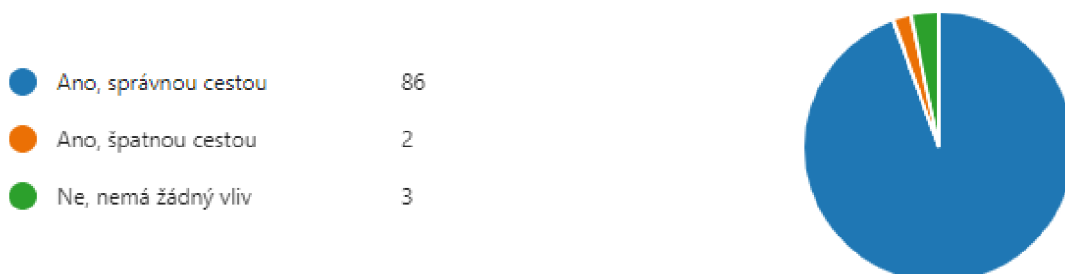 Ano, správnou cestou 86
Ano, špatnou cestou 2
Ne, nemá žádný vliv 3